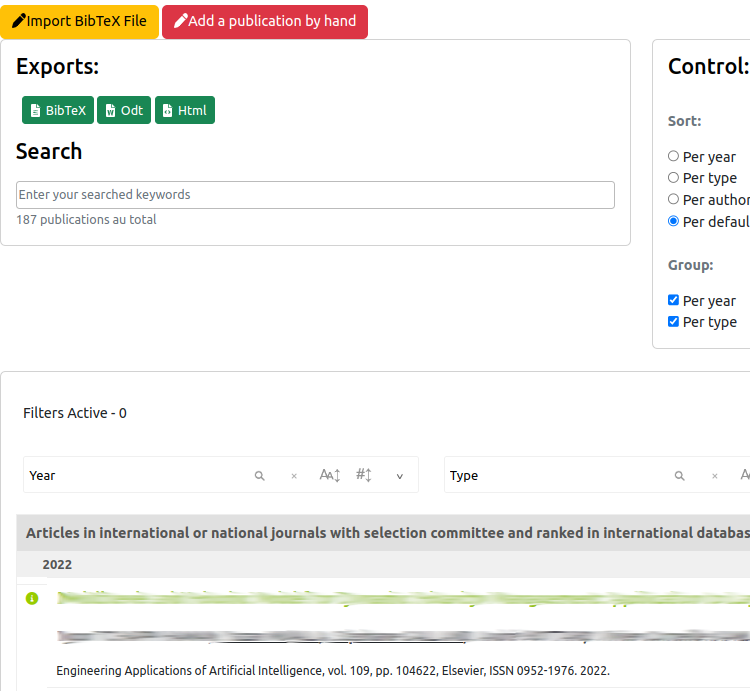 Import BibTeX File Add a publication by hand
Exports:
BibTeX Odt Html
Search
Enter your searched keywords
187 publications au total
Control:
Sort:
Per year
Per type
Per author
Per defaul
Group:
Per year
Per type
Filters Active - 0
Year
Type
Articles in international or national journals with selection committee and ranked in international databas
2022
Engineering Applications of Artificial Intelligence, vol. 109, pp. 104622, Elsevier, ISSN 0952-1976. 2022.